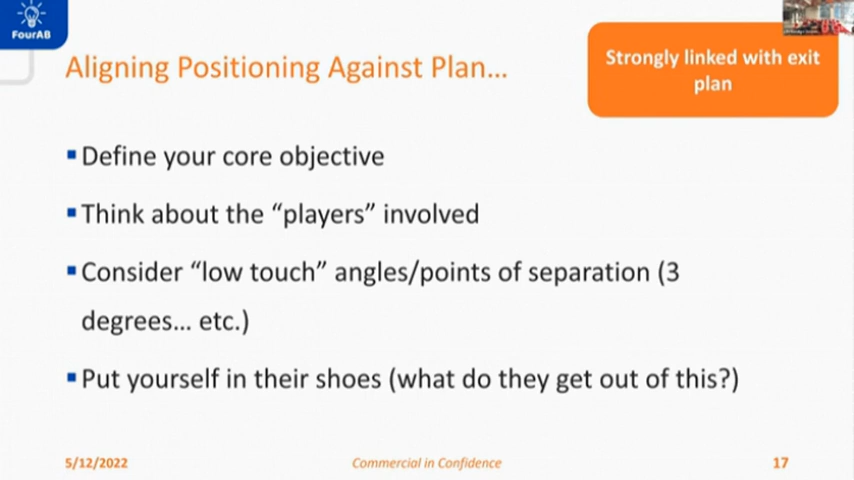 FourAB
Aligning Positioning Against Plan...
Strongly linked with exit
plan
Define your core objective
Think about the “players” involved
Consider “low touch” angles/points of separation (3
degrees... etc.)
Put yourself in their shoes (what do they get out of this?)
5/12/2022
Commercial in Confidence
17